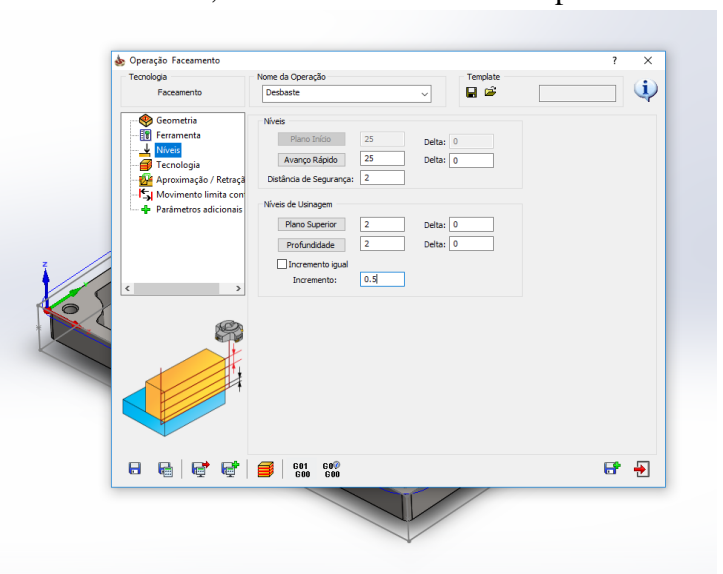 Operação Faceamento ?
Tecnologia
Faceamento
Nome da Operação
Desbaste
Template
Geometria
Ferramenta
Níveis
Tecnologia
Aproximação / Retraçã
Movimento limita con
Parâmetros adicionais
Níveis
Plano Início 25 Delta: 0
Avanço Rápido 25 Delta: 0
Distância de Segurança: 2
Níveis de Usinagem
Plano Superior 2 Delta: 0
Profundidade 2 Delta: 0
Incremento igual
Incremento: 0.5
z
G01 G0
G00 G00